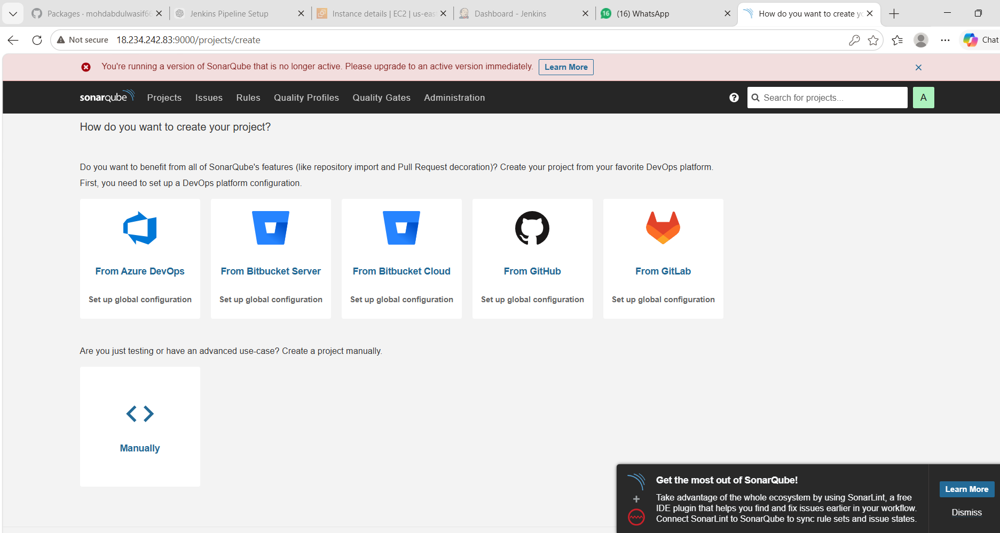 Packages · mohdabdulwasif66
Jenkins Pipeline Setup
Instance details | EC2 | us-eas
Dashboard - Jenkins
16
(16) WhatsApp
How do you want to create yo
Not secure
18.234.242.83:9000/projects/create
Chat
You're running a version of SonarQube that is no longer active. Please upgrade to an active version immediately.
Learn More
sonarqube
Projects
Issues
Rules
Quality Profiles
Quality Gates
Administration
?
Search for projects...
A
How do you want to create your project?
Do you want to benefit from all of SonarQube's features (like repository import and Pull Request decoration)? Create your project from your favorite DevOps platform.
First, you need to set up a DevOps platform configuration.
From Azure DevOps
Set up global configuration
From Bitbucket Server
Set up global configuration
From Bitbucket Cloud
Set up global configuration
From GitHub
Set up global configuration
From GitLab
Set up global configuration
Are you just testing or have an advanced use-case? Create a project manually.
Manually
Get the most out of SonarQube!
Take advantage of the whole ecosystem by using SonarLint, a free
IDE plugin that helps you find and fix issues earlier in your workflow.
Connect SonarLint to SonarQube to sync rule sets and issue states.
Learn More
Dismiss